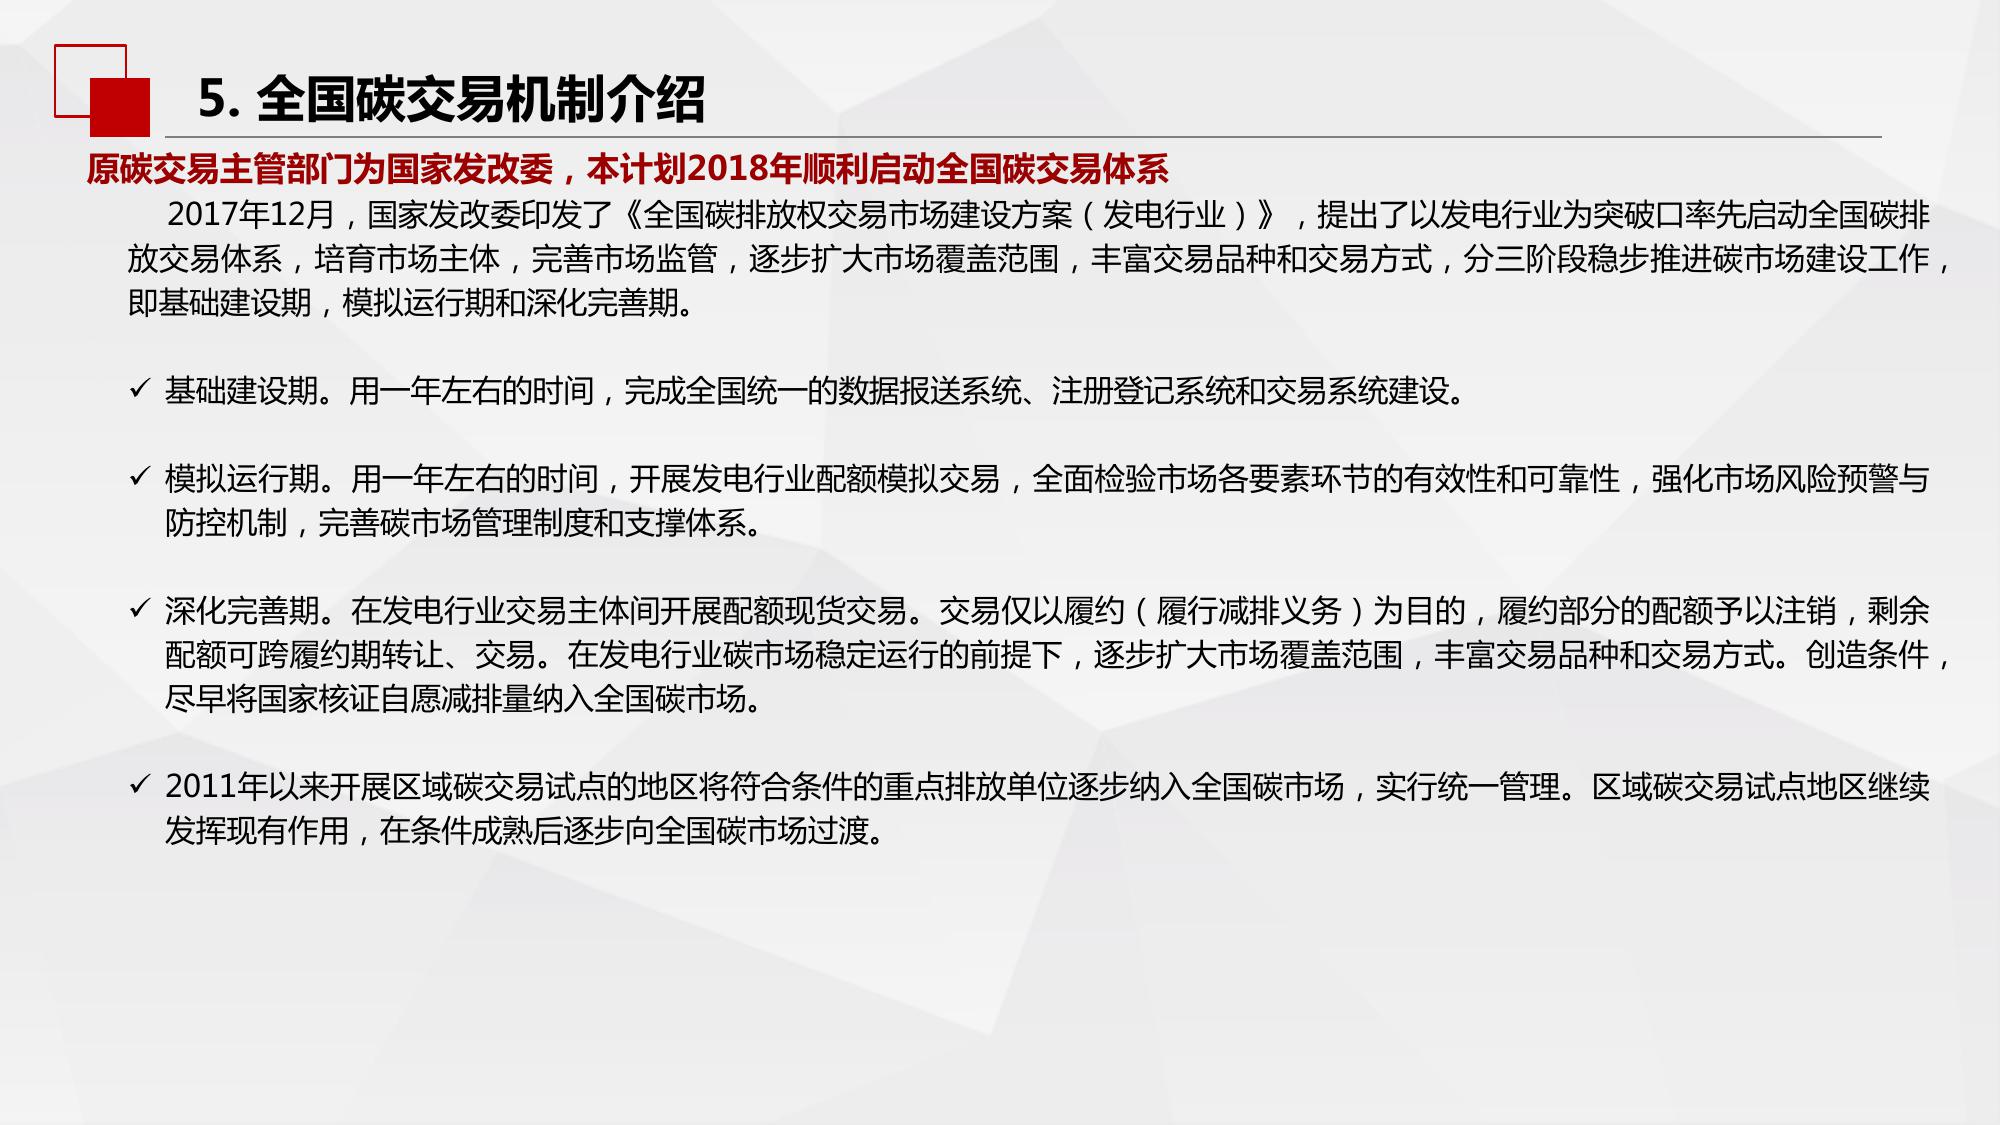 5. 全国碳交易机制介绍
原碳交易主管部门为国家发改委，本计划2018年顺利启动全国碳交易体系
2017年12月，国家发改委印发了《全国碳排放权交易市场建设方案（发电行业）》，提出了以发电行业为突破口率先启动全国碳排
放交易体系，培育市场主体，完善市场监管，逐步扩大市场覆盖范围，丰富交易品种和交易方式，分三阶段稳步推进碳市场建设工作，
即基础建设期，模拟运行期和深化完善期。
✓ 基础建设期。用一年左右的时间，完成全国统一的数据报送系统、注册登记系统和交易系统建设。
✓ 模拟运行期。用一年左右的时间，开展发电行业配额模拟交易，全面检验市场各要素环节的有效性和可靠性，强化市场风险预警与
防控机制，完善碳市场管理制度和支撑体系。
✓ 深化完善期。在发电行业交易主体间开展配额现货交易。交易仅以履约（履行减排义务）为目的，履约部分的配额予以注销，剩余
配额可跨履约期转让、交易。在发电行业碳市场稳定运行的前提下，逐步扩大市场覆盖范围，丰富交易品种和交易方式。创造条件，
尽早将国家核证自愿减排量纳入全国碳市场。
✓ 2011年以来开展区域碳交易试点的地区将符合条件的重点排放单位逐步纳入全国碳市场，实行统一管理。区域碳交易试点地区继续
发挥现有作用，在条件成熟后逐步向全国碳市场过渡。